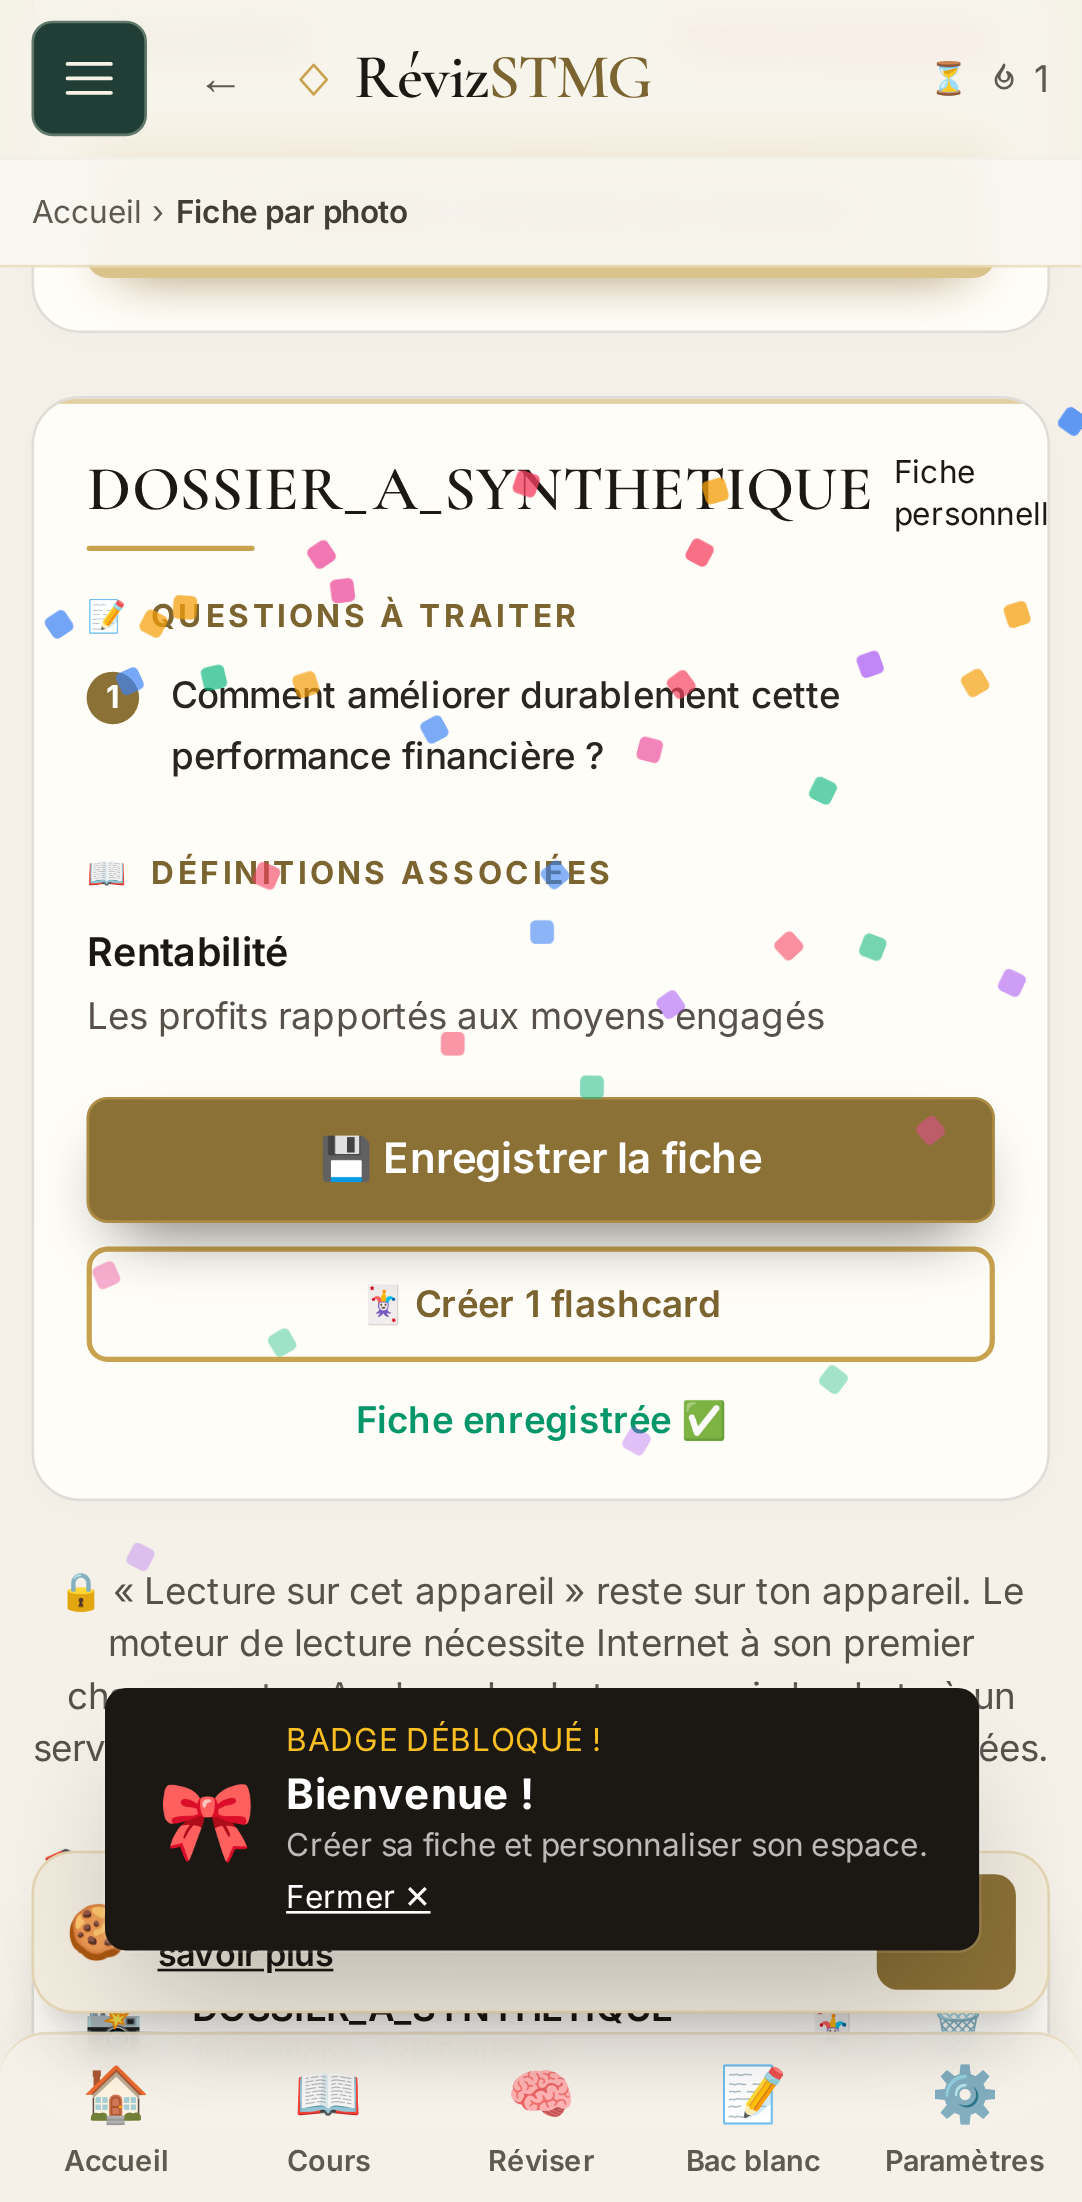 ← RévizSTMG 1
Accueil › Fiche par photo
DOSSIER_A_SYNTHETIQUE
Fiche
personnell
QUESTIONS À TRAITER
1 Comment améliorer durablement cette
performance financière ?
DÉFINITIONS ASSOCIÉES
Rentabilité
Les profits rapportés aux moyens engagés
Enregistrer la fiche
Créer 1 flashcard
Fiche enregistrée ✅
« Lecture sur cet appareil » reste sur ton appareil. Le
moteur de lecture nécessite Internet à son premier
un
BADGE DÉBLOQUÉ !
Bienvenue !
Créer sa fiche et personnaliser son espace.
Fermer ✕
savoir plus
DOSSIER_A_SYNTHETIQUE
Accueil
Cours
Réviser
Bac blanc
Paramètres